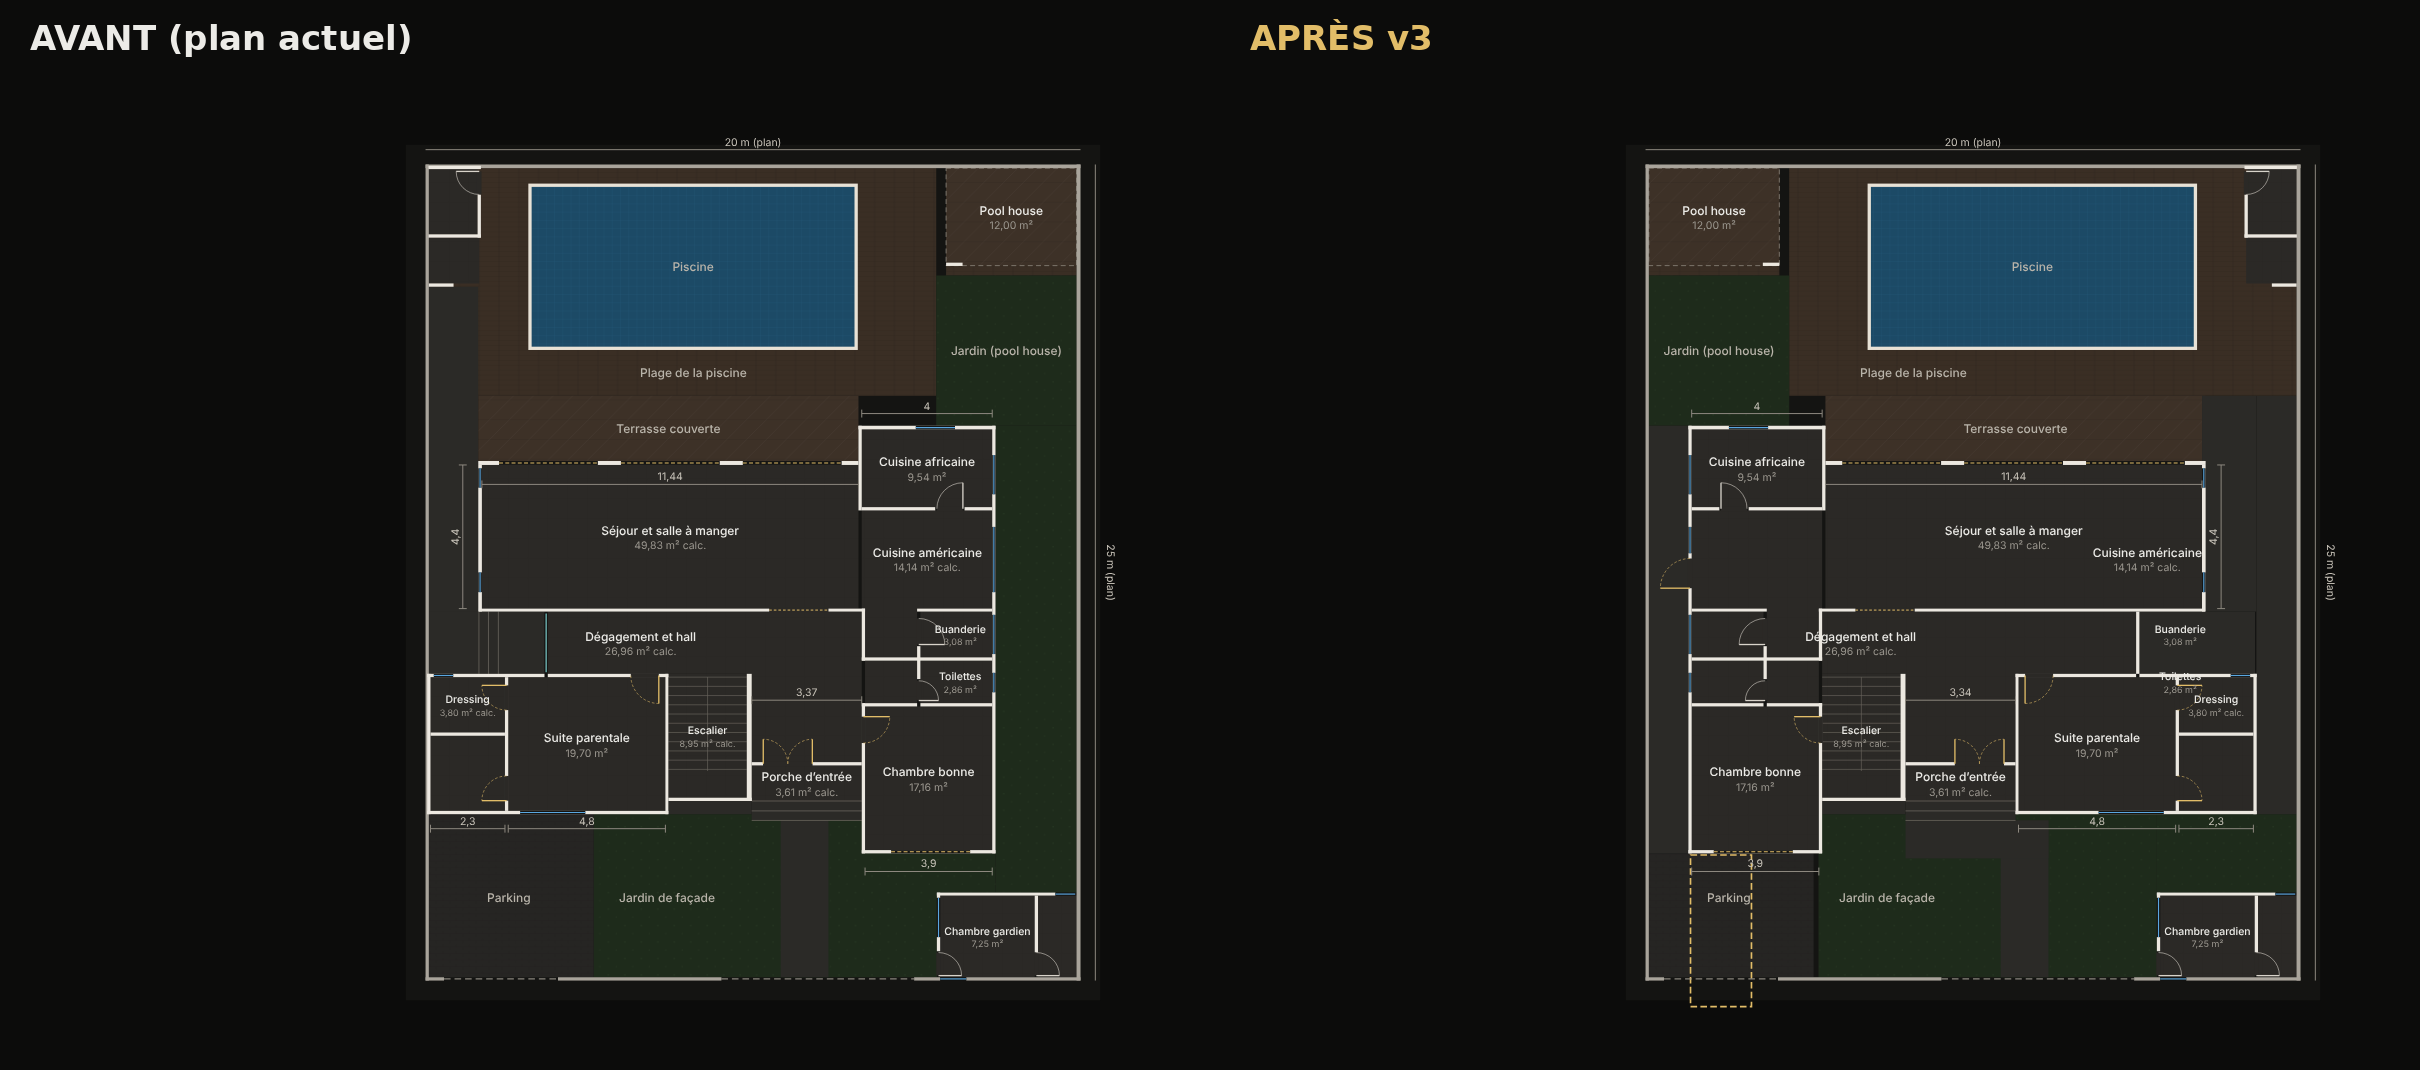 AVANT (plan actuel)
20 m (plan)
Pool house
12,00 m²
Piscine
Jardin (pool house)
Plage de la piscine
4
Terrasse couverte
Cuisine africaine
9,54 m²
11,44
4,4
Séjour et salle à manger
49,83 m² calc.
Cuisine américaine
14,14 m² calc.
25 m (plan)
Dégagement et hall
26,96 m² calc.
Buanderie
3,08 m²
Toilettes
2,86 m²
3,37
Dressing
3,80 m² calc.
Suite parentale
19,70 m²
Escalier
8,95 m² calc.
Porche d’entrée
3,61 m² calc.
Chambre bonne
17,16 m²
2,3
4,8
3,9
Parking
Jardin de façade
Chambre gardien
7,25 m²
APRÈS v3
20 m (plan)
Pool house
12,00 m²
Piscine
Jardin (pool house)
Plage de la piscine
4
Terrasse couverte
Cuisine africaine
9,54 m²
11,44
Séjour et salle à manger
49,83 m² calc.
4,4
Cuisine américaine
14,14 m² calc.
25 m (plan)
Dégagement et hall
26,96 m² calc.
Buanderie
3,08 m²
Toilettes
2,86 m²
3,34
Dressing
3,80 m² calc.
Escalier
8,95 m² calc.
Suite parentale
19,70 m²
Chambre bonne
17,16 m²
Porche d’entrée
3,61 m² calc.
4,8
2,3
3,9
Parking
Jardin de façade
Chambre gardien
7,25 m²